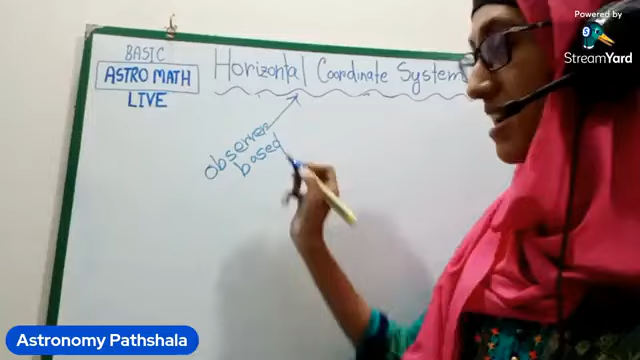 Powered by
StreamYard
BASIC
ASTRO MATH
LIVE
Horizontal Coordinate System
Observer
based
Astronomy Pathshala